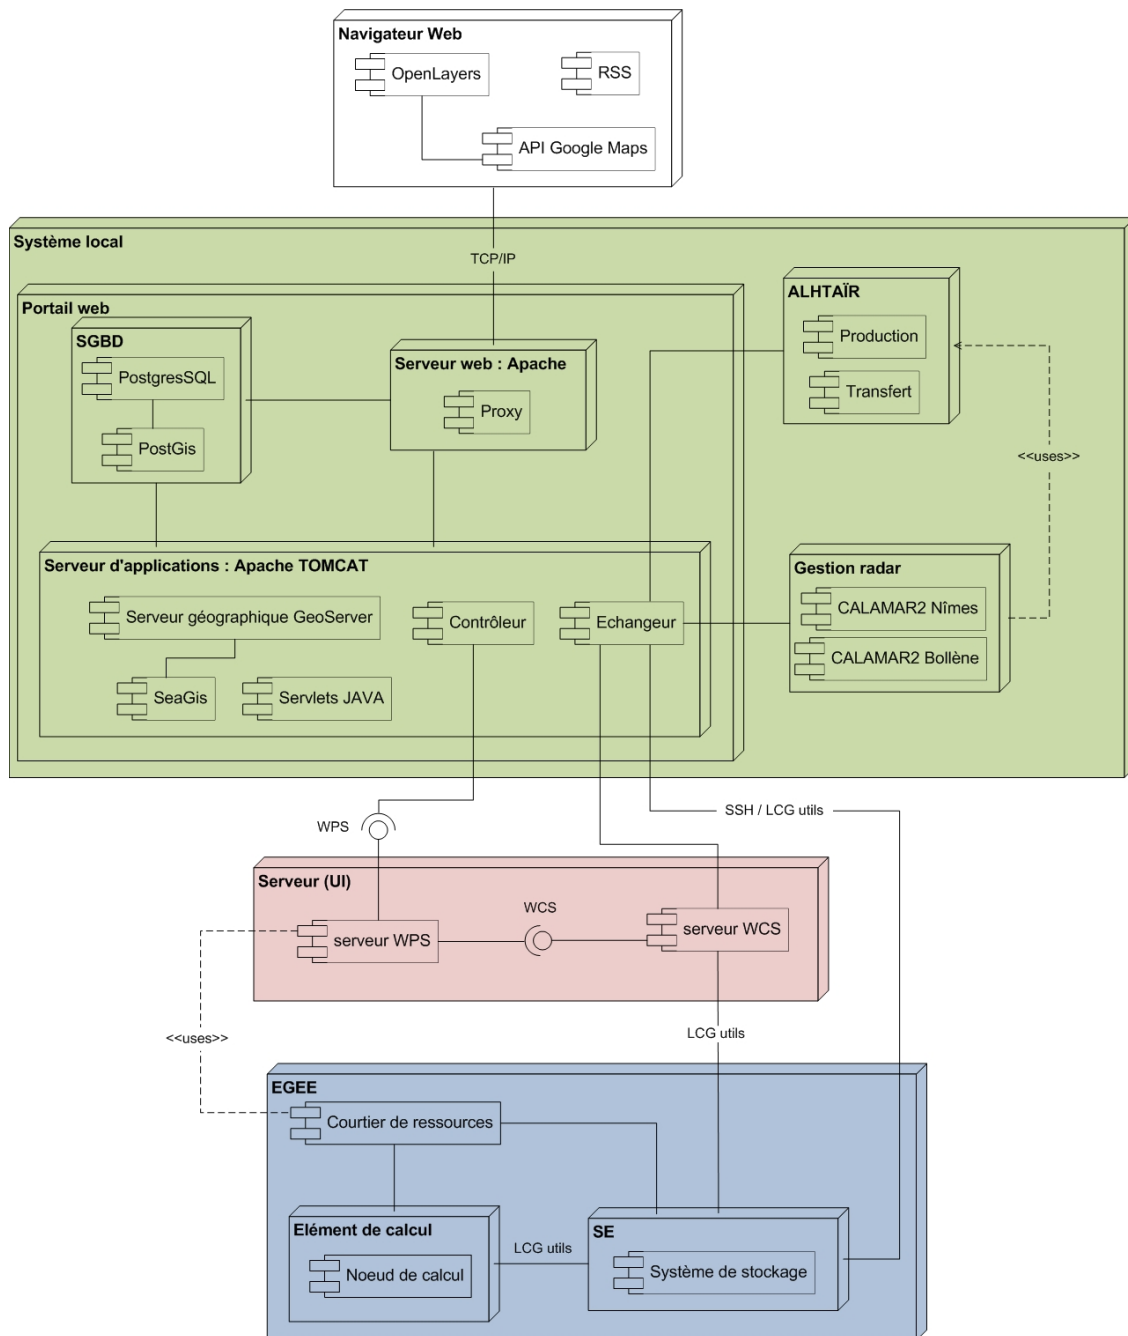 Navigateur Web
OpenLayers
RSS
API Google Maps
Système local
TCP/IP
ALHTAÏR
Portail web
SGBD
Production
PostgresSQL
Serveur web : Apache
Transfert
Proxy
PostGis
<<uses>>
Serveur d'applications : Apache TOMCAT
Gestion radar
Serveur géographique GeoServer
Contrôleur
Echangeur
CALAMAR2 Nîmes
CALAMAR2 Bollène
SeaGis
Servlets JAVA
SSH / LCG utils
WPS
Serveur (UI)
WCS
serveur WPS
serveur WCS
<<uses>>
LCG utils
EGEE
Courtier de ressources
Elément de calcul
SE
LCG utils
Noeud de calcul
Système de stockage